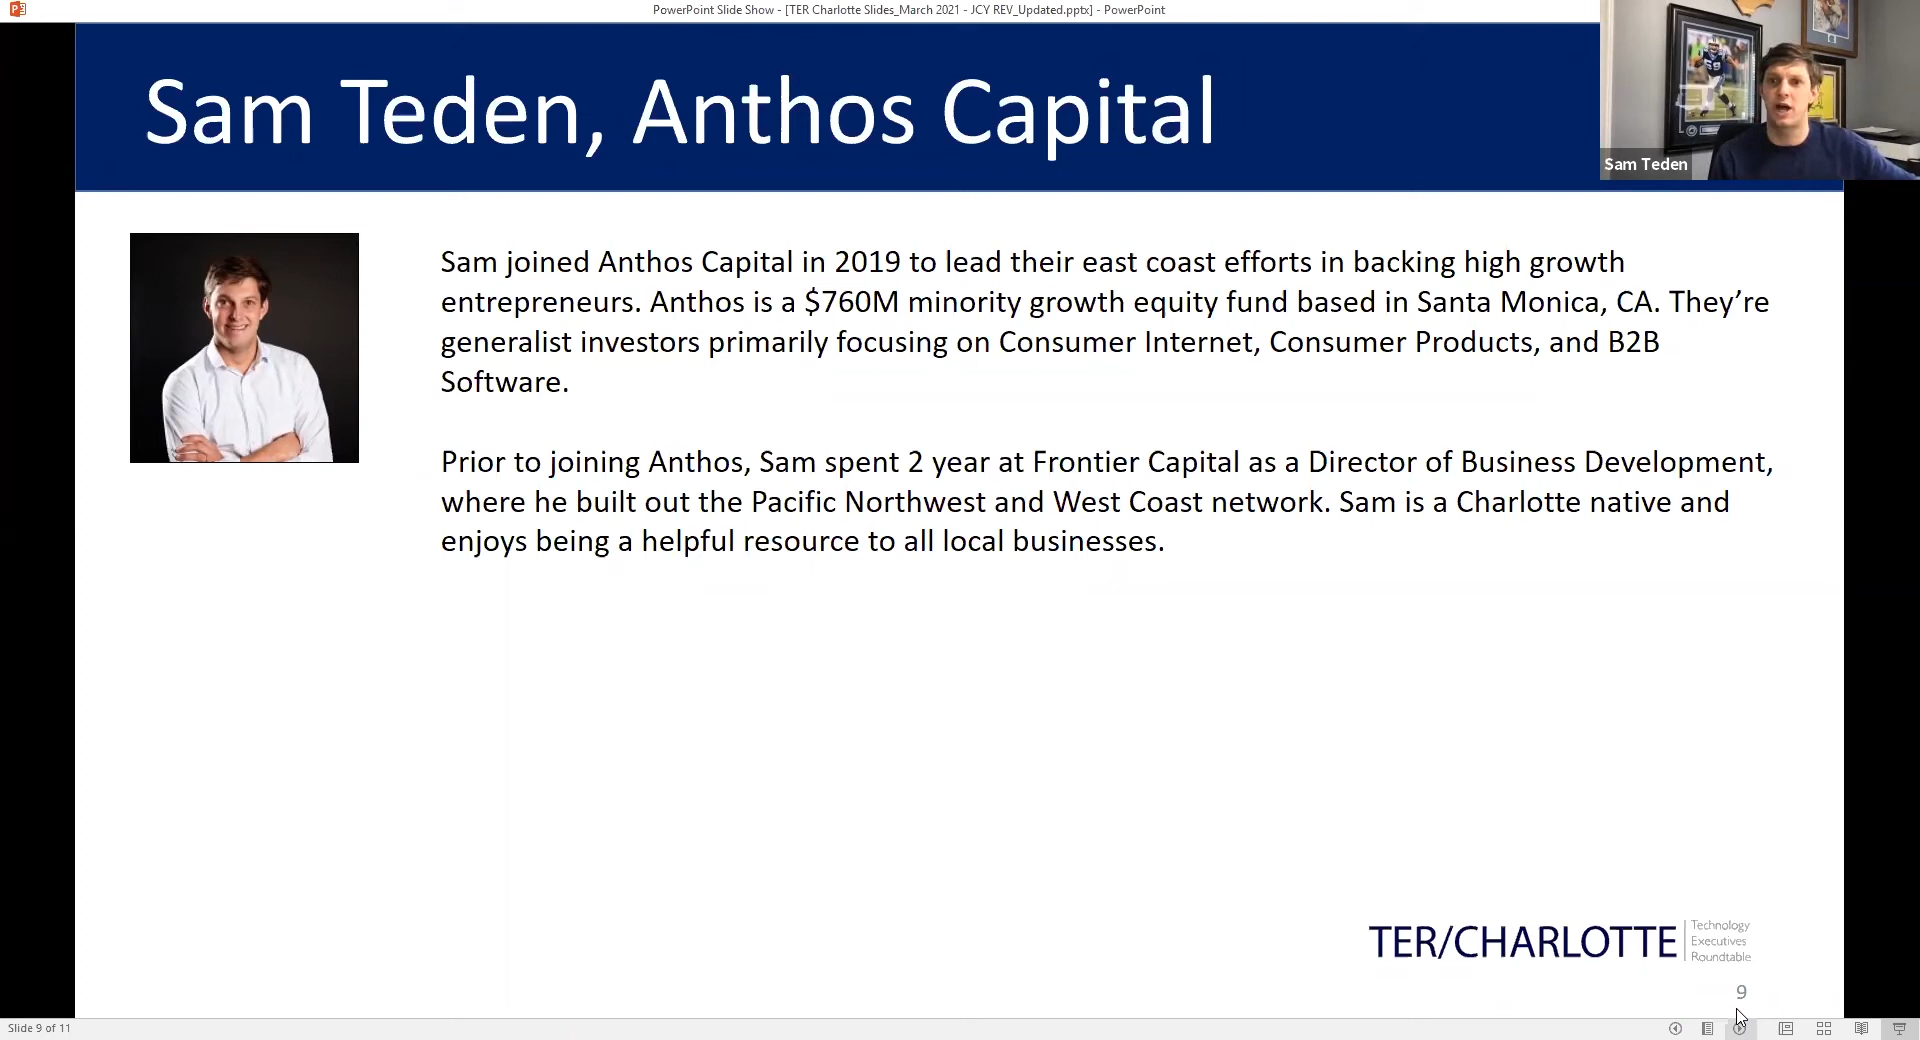 PowerPoint Slide Show - [TER Charlotte Slides_March 2021 - JCY REV_Updated.pptx] - PowerPoint
Sam Teden, Anthos Capital
Sam Teden
Sam joined Anthos Capital in 2019 to lead their east coast efforts in backing high growth
entrepreneurs. Anthos is a $760M minority growth equity fund based in Santa Monica, CA. They’re
generalist investors primarily focusing on Consumer Internet, Consumer Products, and B2B
Software.
Prior to joining Anthos, Sam spent 2 year at Frontier Capital as a Director of Business Development,
where he built out the Pacific Northwest and West Coast network. Sam is a Charlotte native and
enjoys being a helpful resource to all local businesses.
TER/CHARLOTTE
Technology
Executives
Roundtable
9
Slide 9 of 11